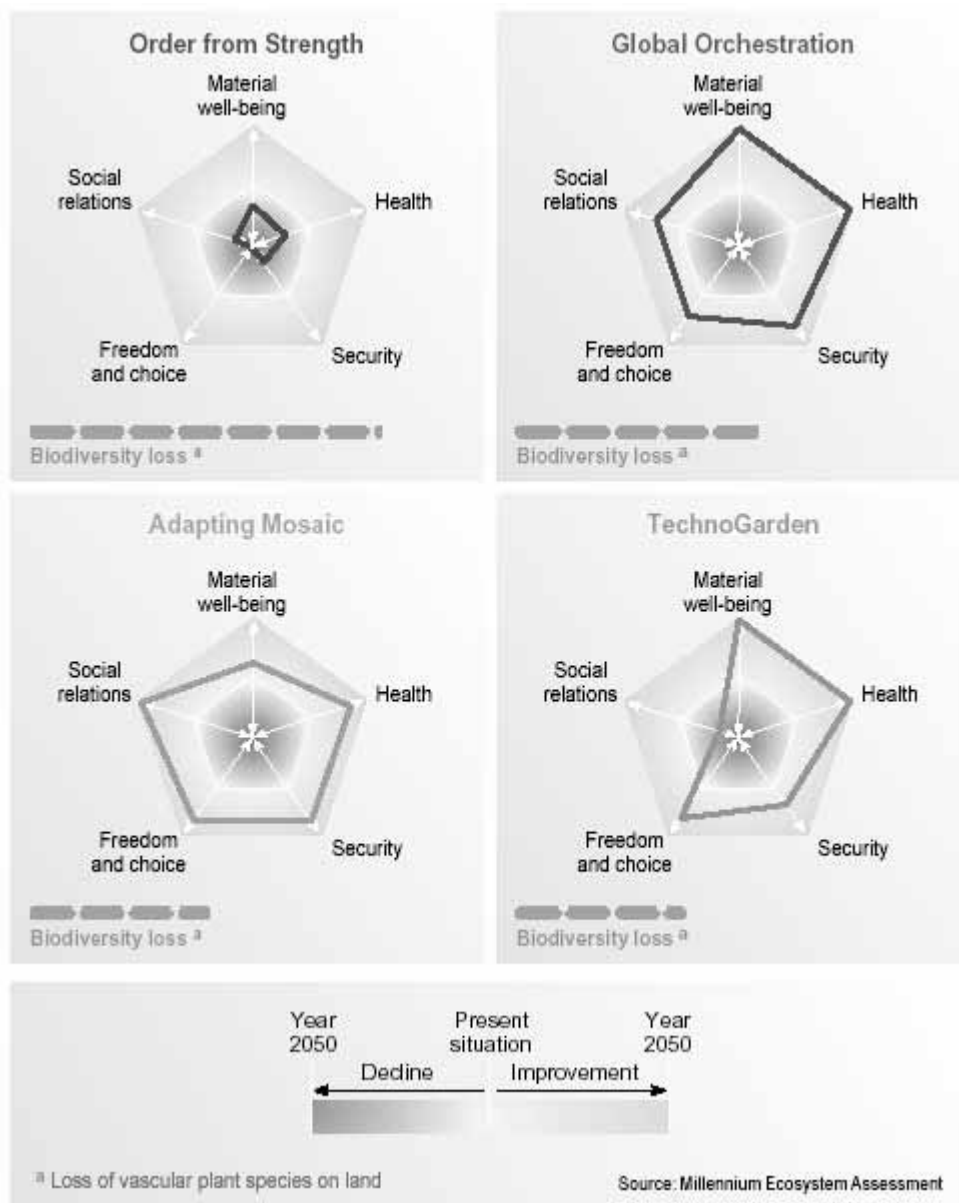 Order from Strength
Material
well-being
Social
relations
Health
Freedom
and choice
Security
Biodiversity loss a
Global Orchestration
Material
well-being
Social
relations
Health
Freedom
and choice
Security
Biodiversity loss a
Adapting Mosaic
Material
well-being
Social
relations
Health
Freedom
and choice
Security
Biodiversity loss a
TechnoGarden
Material
well-being
Social
relations
Health
Freedom
and choice
Security
Biodiversity loss a
Year
2050
Present
situation
Year
2050
Decline
Improvement
a Loss of vascular plant species on land
Source: Millennium Ecosystem Assessment